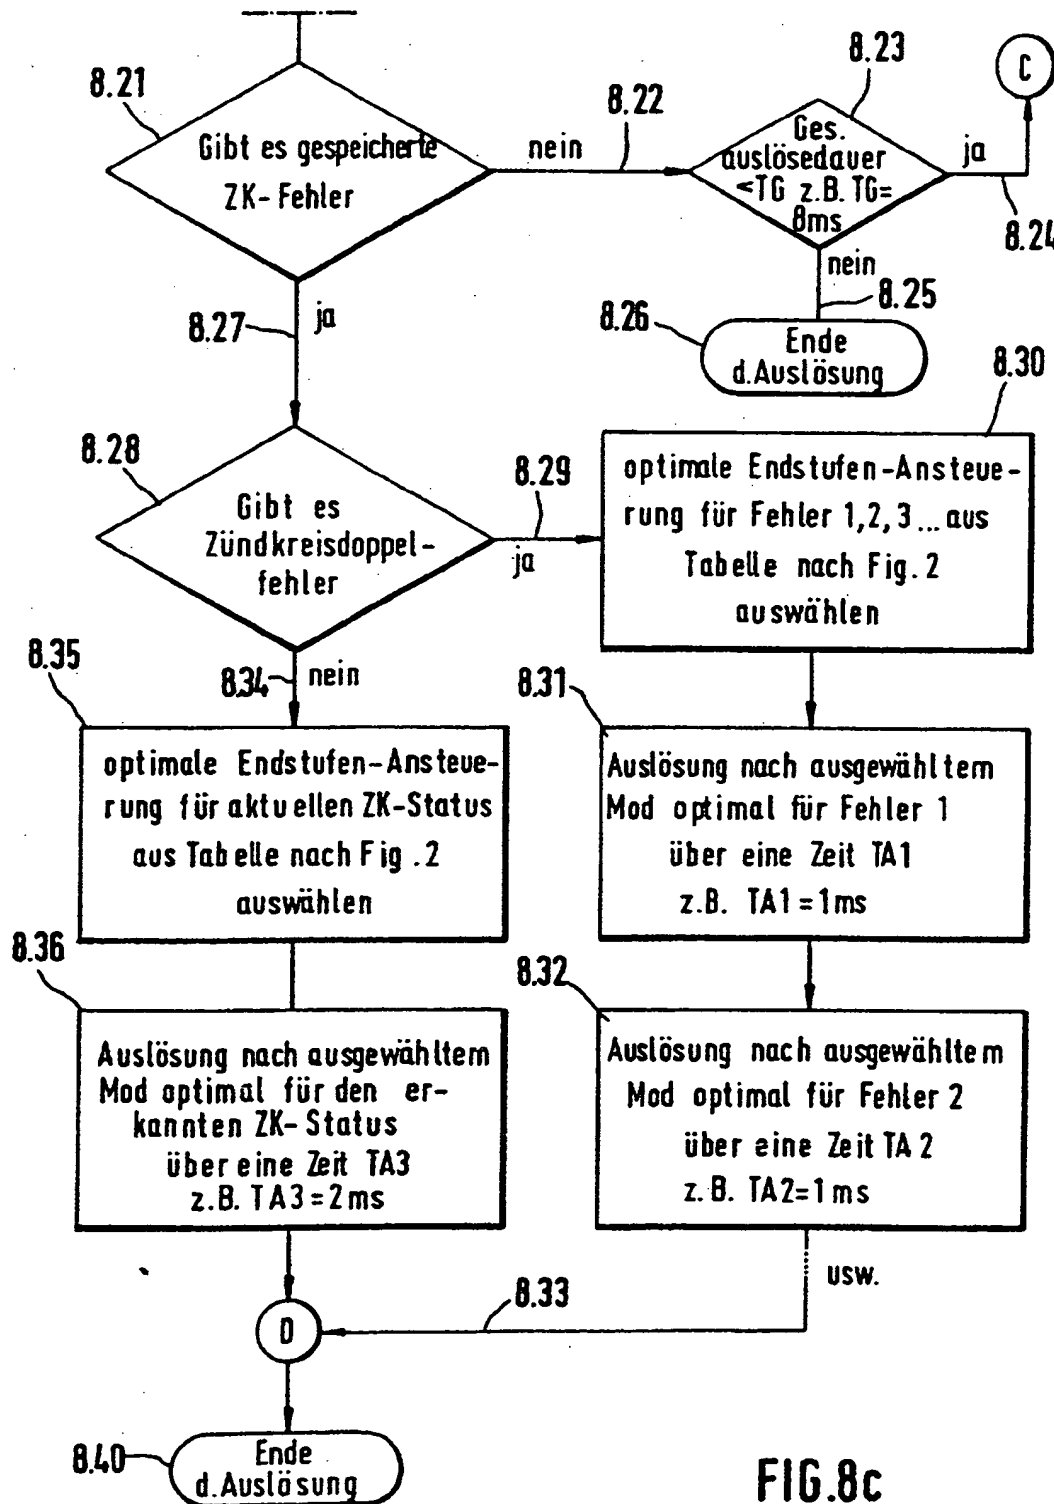 8.21
Gibt es gespeicherte
ZK-Fehler
nein
8.22
8.23
Ges.
auslösedauer
<TG z.B. TG=
8ms
ja
C
8.24
nein
8.25
8.26
Ende
d.Auslösung
8.27
ja
8.28
Gibt es
Zündkreisdoppel-
fehler
8.29
ja
8.30
optimale Endstufen-Ansteue-
rung für Fehler 1,2,3... aus
Tabelle nach Fig. 2
auswählen
8.34
nein
8.35
optimale Endstufen-Ansteue-
rung für aktuellen ZK-Status
aus Tabelle nach Fig. 2
auswählen
8.31
Auslösung nach ausgewähltem
Mod optimal für Fehler 1
über eine Zeit TA1
z.B. TA1 = 1ms
8.36
Auslösung nach ausgewähltem
Mod optimal für den er-
kannten ZK-Status
über eine Zeit TA3
z.B. TA3 = 2ms
8.32
Auslösung nach ausgewähltem
Mod optimal für Fehler 2
über eine Zeit TA2
z.B. TA2=1ms
usw.
8.33
D
8.40
Ende
d.Auslösung
FIG.8c